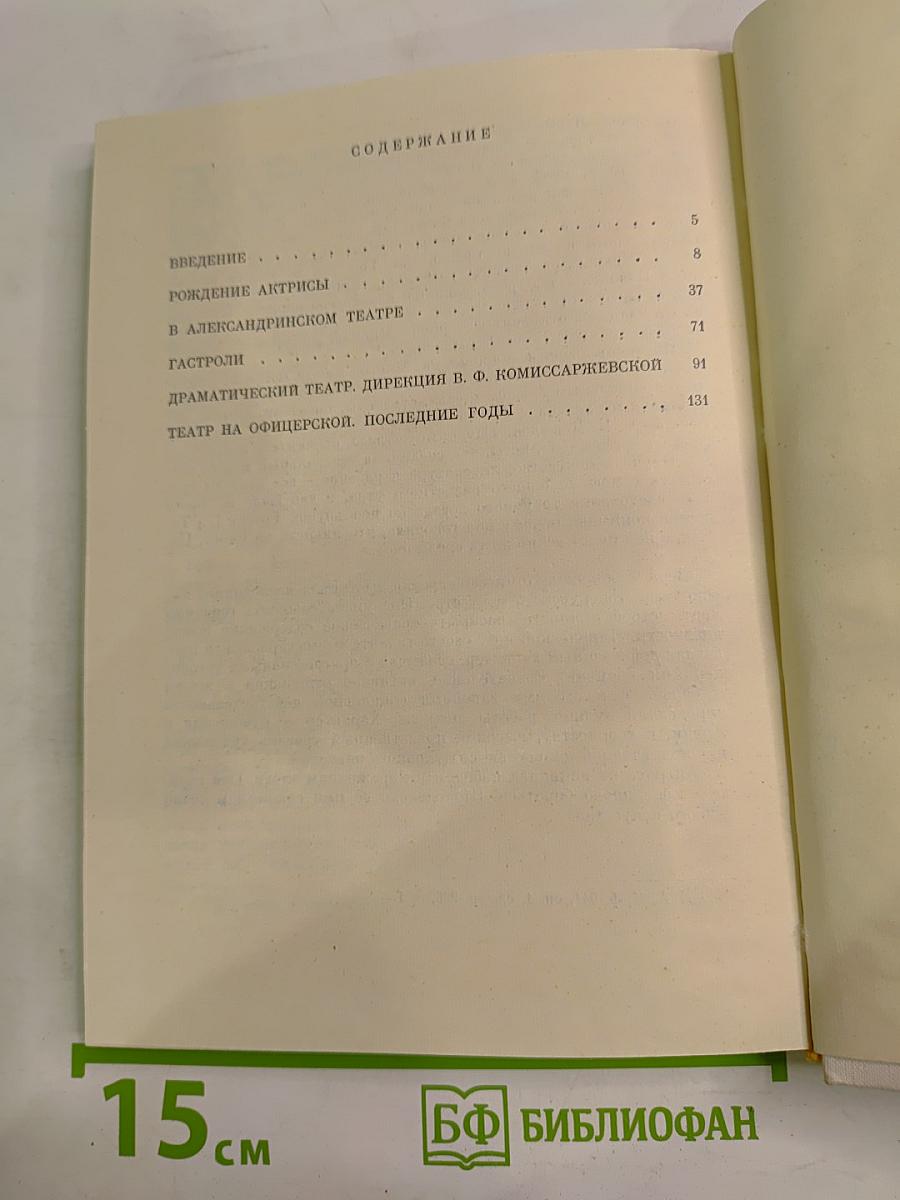 СОДЕРЖАНИЕ
ВВЕДЕНИЕ . . . . . . . . . . . . . . . . . . . . . . 5
РОЖДЕНИЕ АКТРИСЫ . . . . . . . . . . . . . . . . . 8
В АЛЕКСАНДРИНСКОМ ТЕАТРЕ . . . . . . . . . . . . . 37
ГАСТРОЛИ . . . . . . . . . . . . . . . . . . . . . . 71
ДРАМАТИЧЕСКИЙ ТЕАТР. ДИРЕКЦИЯ В. Ф. КОМИССАРЖЕВСКОЙ 91
ТЕАТР НА ОФИЦЕРСКОЙ. ПОСЛЕДНИЕ ГОДЫ . . . . . . . . 131
15 см
БФ БИБЛИОФАН